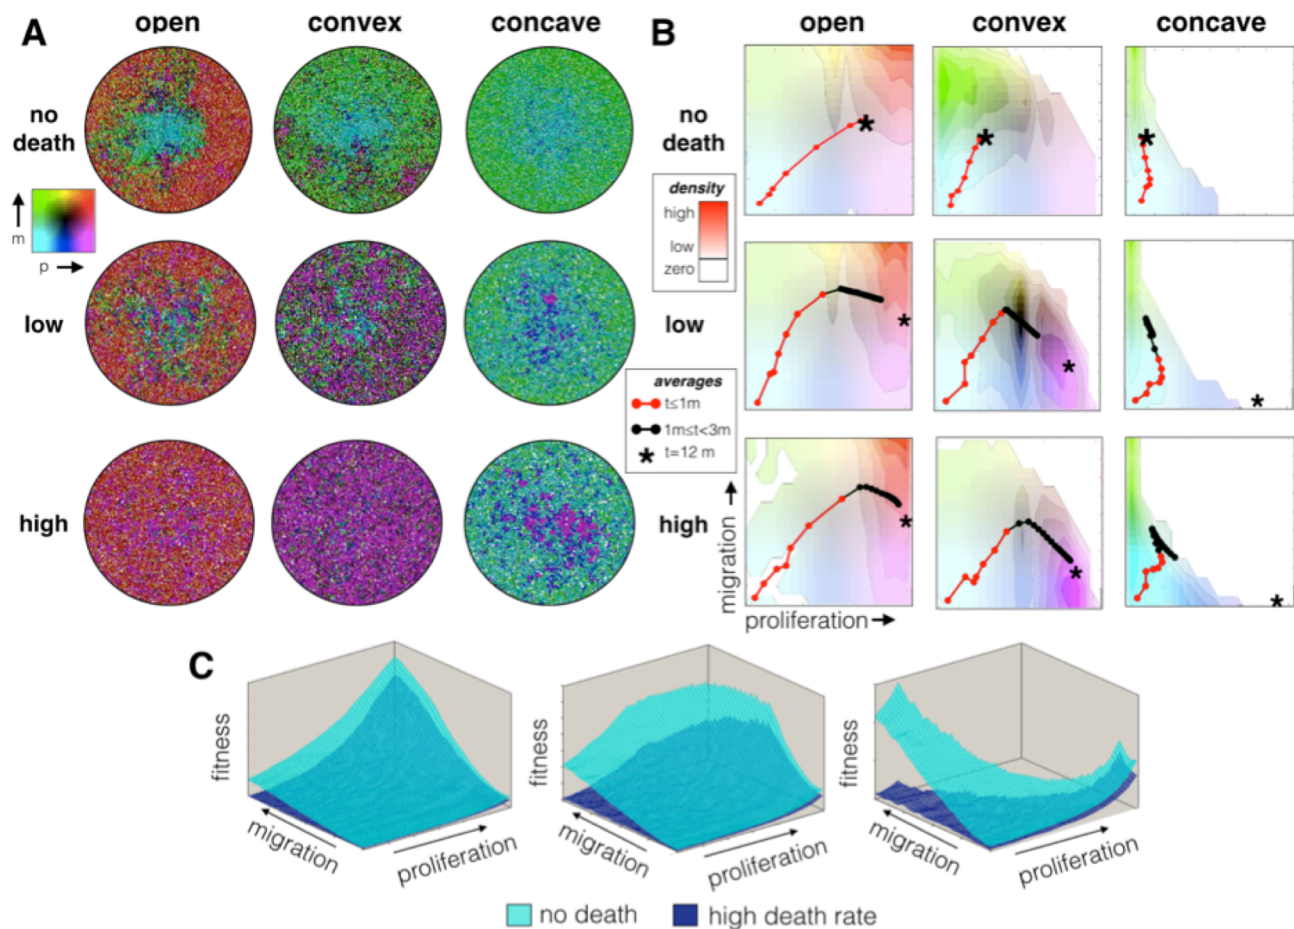 A
open
convex
concave
no
death
m
p
low
high
B
open
convex
concave
no
death
density
high
low
zero
low
averages
t≤1m
1m≤t<3m
t=12 m
high
migration
proliferation
C
fitness
migration
proliferation
fitness
migration
proliferation
fitness
migration
proliferation
no death
high death rate